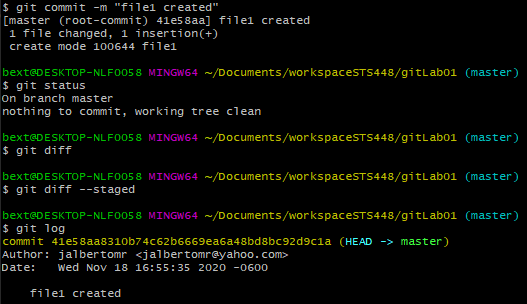 $ git commit -m "file1 created"
[master (root-commit) 41e58aa] file1 created
 1 file changed, 1 insertion(+)
 create mode 100644 file1

bext@DESKTOP-NLF0058 MINGW64 ~/Documents/workspaceSTS448/gitLab01 (master)
$ git status
On branch master
nothing to commit, working tree clean

bext@DESKTOP-NLF0058 MINGW64 ~/Documents/workspaceSTS448/gitLab01 (master)
$ git diff

bext@DESKTOP-NLF0058 MINGW64 ~/Documents/workspaceSTS448/gitLab01 (master)
$ git diff --staged

bext@DESKTOP-NLF0058 MINGW64 ~/Documents/workspaceSTS448/gitLab01 (master)
$ git log
commit 41e58aa8310b74c62b6669ea6a48bd8bc92d9c1a (HEAD -> master)
Author: jalbertomr <jalbertomr@yahoo.com>
Date:   Wed Nov 18 16:55:35 2020 -0600

    file1 created